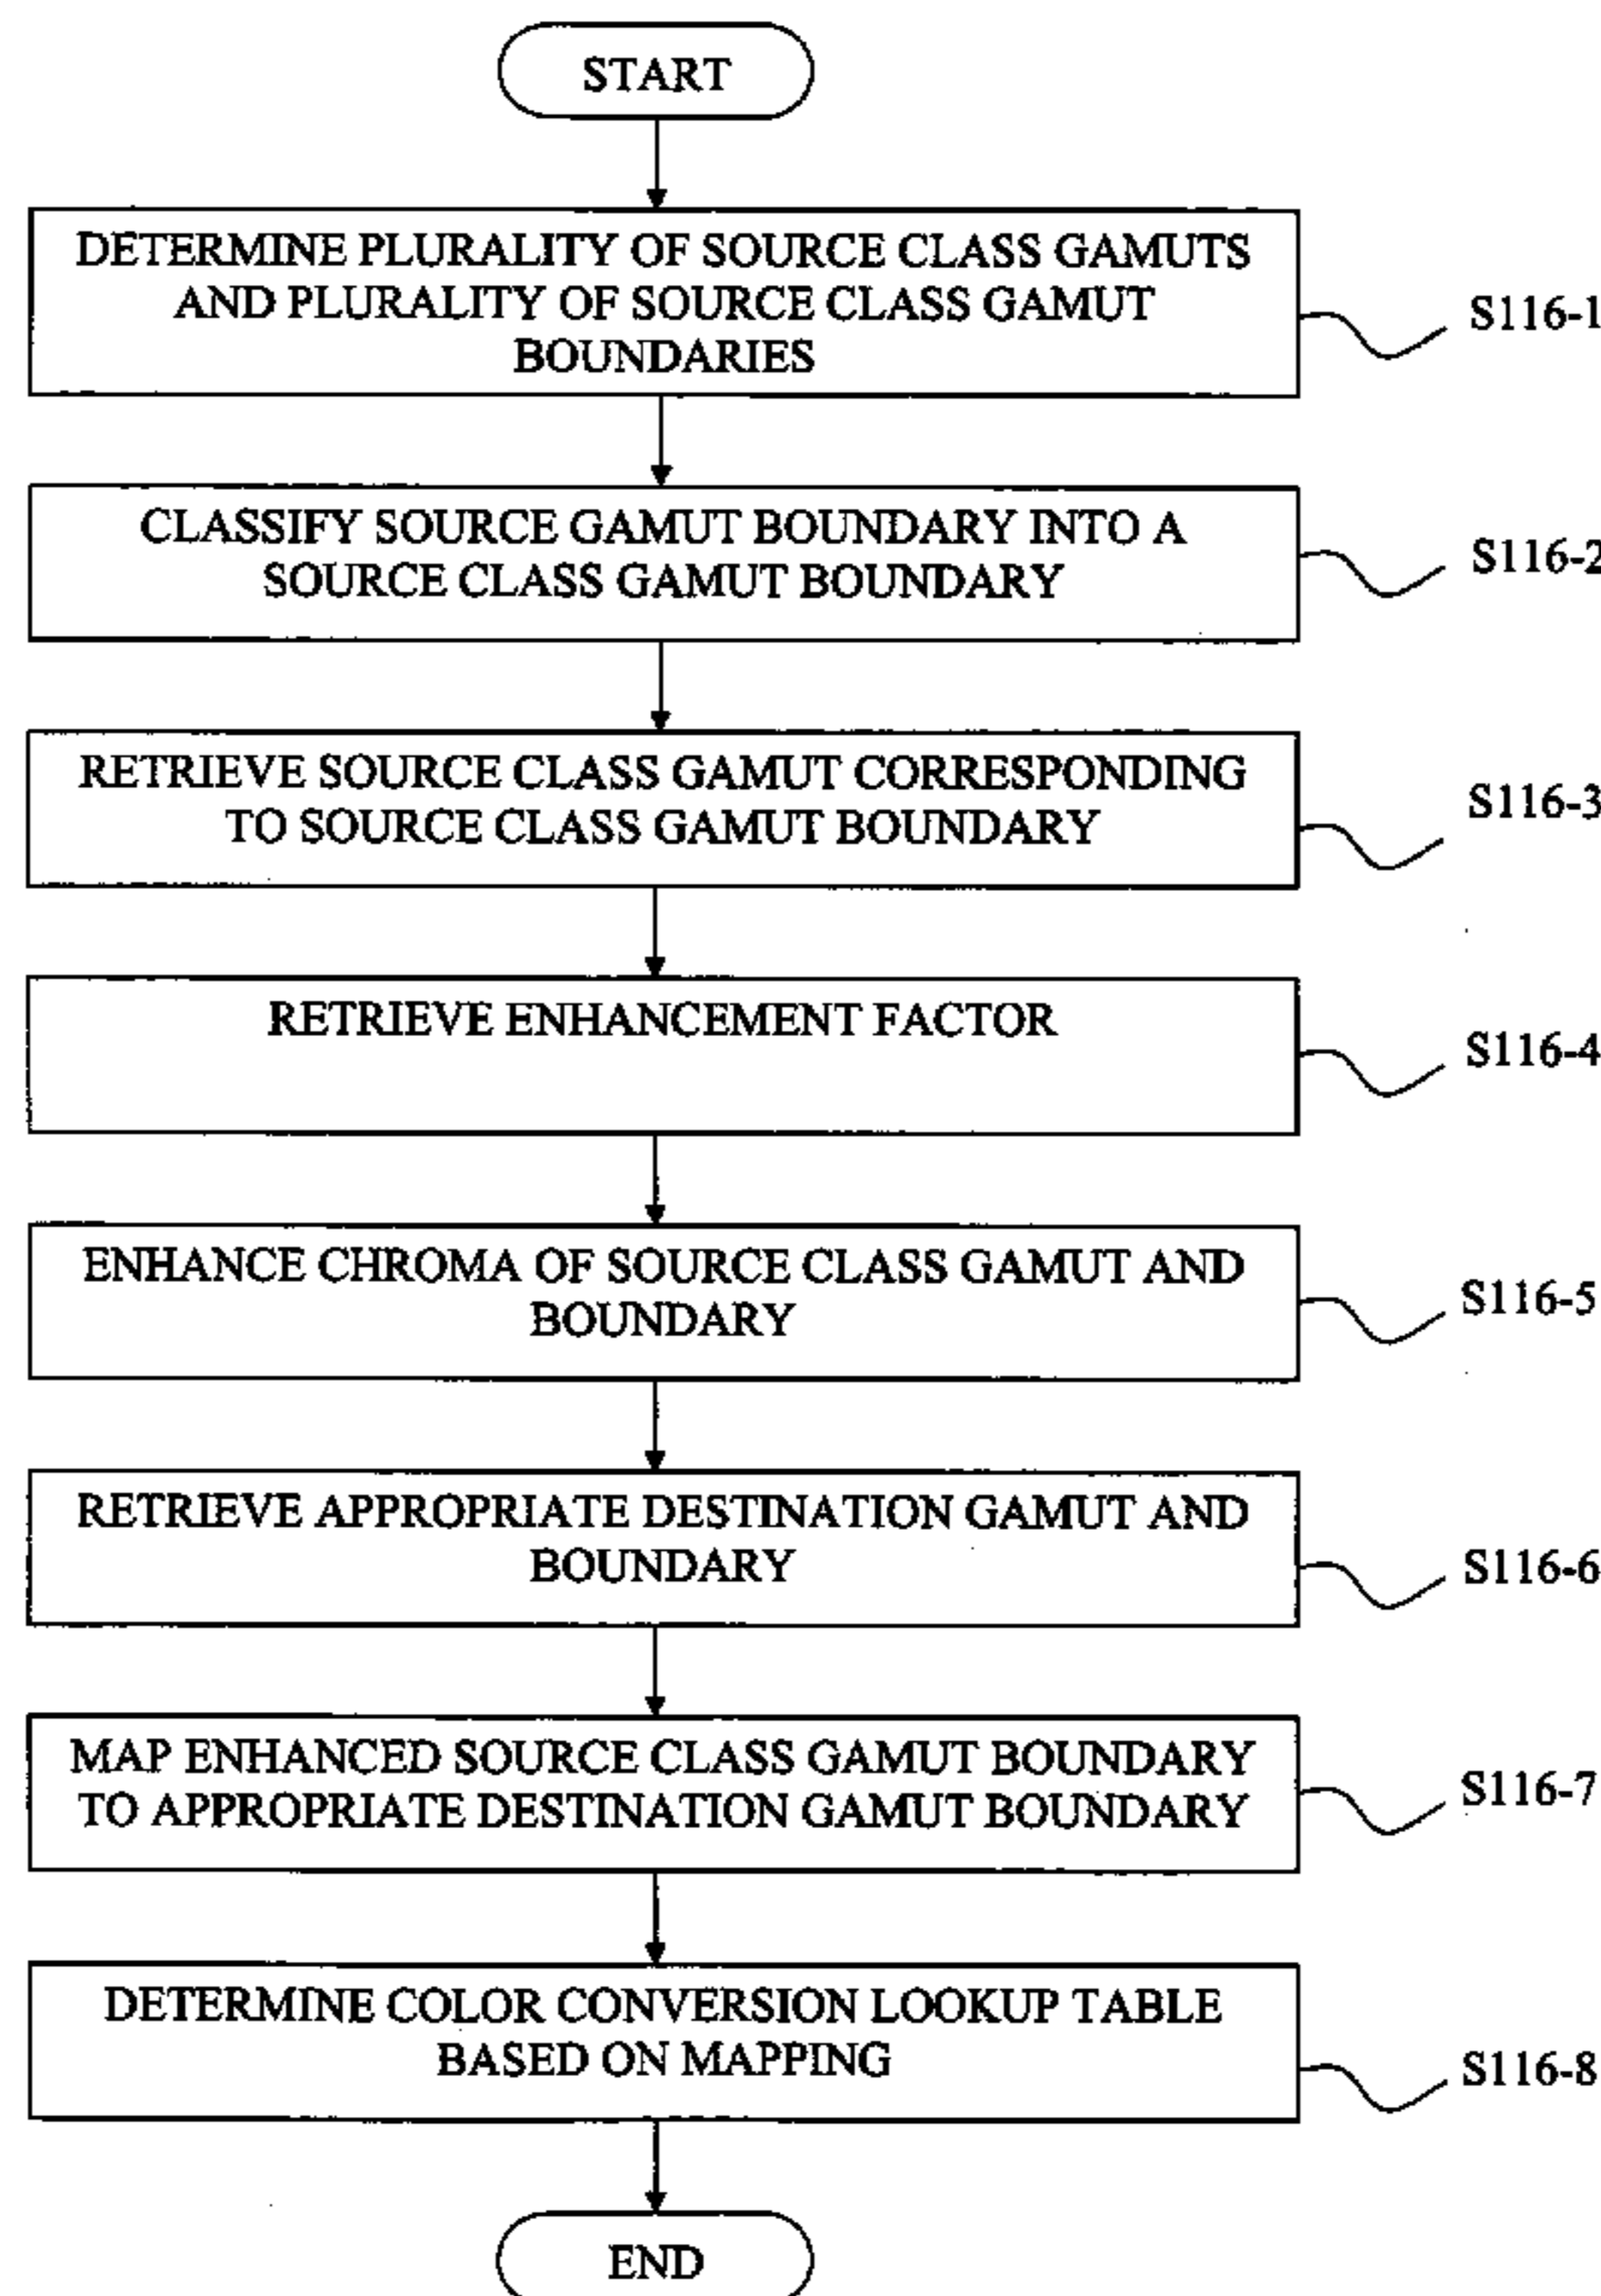 START
DETERMINE PLURALITY OF SOURCE CLASS GAMUTS
AND PLURALITY OF SOURCE CLASS GAMUT
BOUNDARIES
S116-1
CLASSIFY SOURCE GAMUT BOUNDARY INTO A
SOURCE CLASS GAMUT BOUNDARY
S116-2
RETRIEVE SOURCE CLASS GAMUT CORRESPONDING
TO SOURCE CLASS GAMUT BOUNDARY
S116-3
RETRIEVE ENHANCEMENT FACTOR
S116-4
ENHANCE CHROMA OF SOURCE CLASS GAMUT AND
BOUNDARY
S116-5
RETRIEVE APPROPRIATE DESTINATION GAMUT AND
BOUNDARY
S116-6
MAP ENHANCED SOURCE CLASS GAMUT BOUNDARY
TO APPROPRIATE DESTINATION GAMUT BOUNDARY
S116-7
DETERMINE COLOR CONVERSION LOOKUP TABLE
BASED ON MAPPING
S116-8
END